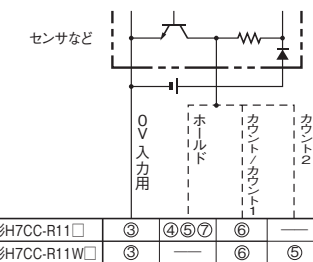 センサなど
0V入力用
ホールド
カウント/カウント1
カウント2
形H7CC-R11□ ③ ④⑤⑦ ⑥ ―
形H7CC-R11W□ ③ ― ⑥ ⑤